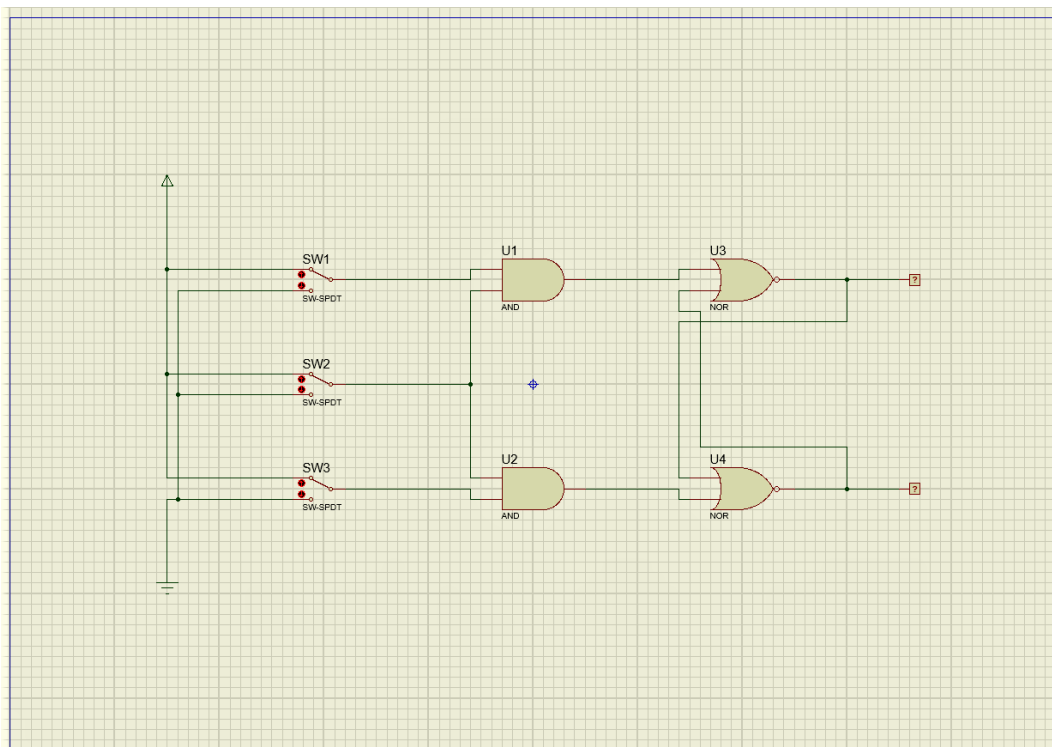 SW1
SW-SPDT
SW2
SW-SPDT
SW3
SW-SPDT
U1
AND
U2
AND
U3
NOR
U4
NOR
?
?